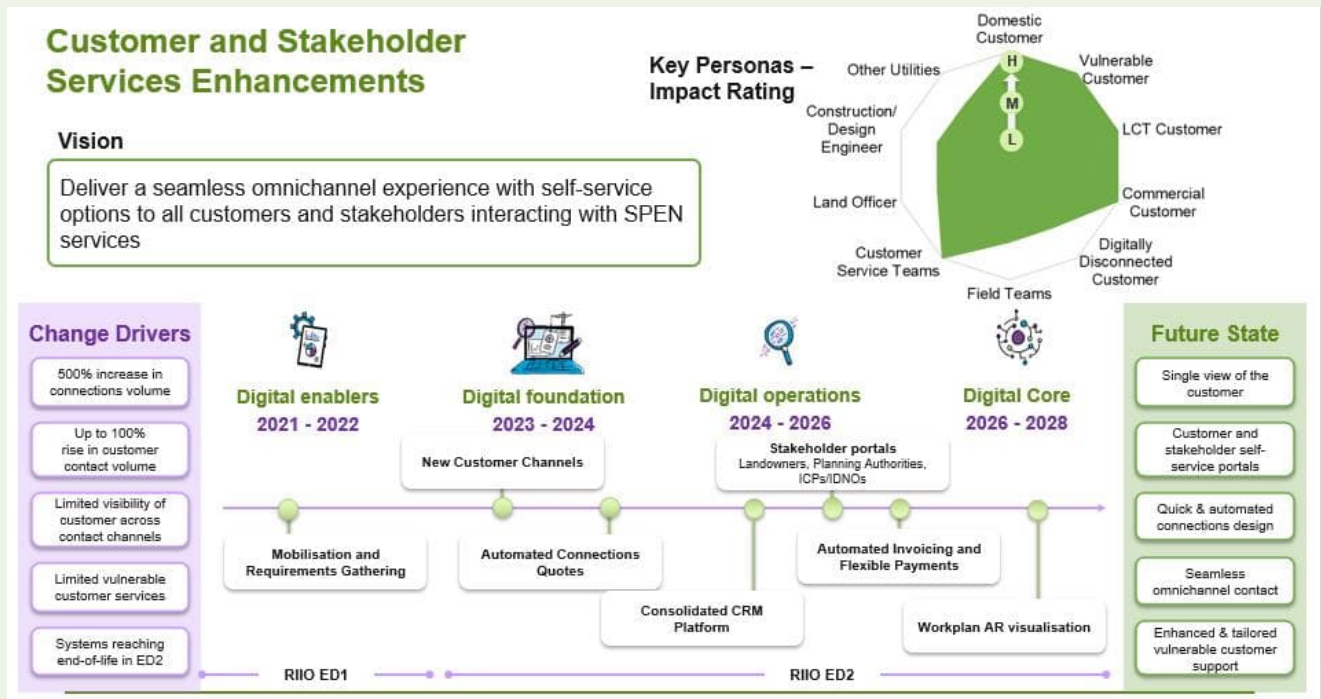 Customer and Stakeholder
Services Enhancements
Vision
Deliver a seamless omnichannel experience with self-service
options to all customers and stakeholders interacting with SPEN
services
Key Personas –
Impact Rating
Domestic
Customer
Vulnerable
Customer
LCT Customer
Commercial
Customer
Digitally
Disconnected
Customer
Field Teams
Customer
Service Teams
Land Officer
Construction/
Design
Engineer
Other Utilities
H
M
L
Change Drivers
500% increase in
connections volume
Up to 100%
rise in customer
contact volume
Limited visibility of
customer across
contact channels
Limited vulnerable
customer services
Systems reaching
end-of-life in ED2
Digital enablers
2021 - 2022
Digital foundation
2023 - 2024
Digital operations
2024 - 2026
Digital Core
2026 - 2028
New Customer Channels
Stakeholder portals
Landowners, Planning Authorities,
ICPs/IDNOs
Mobilisation and
Requirements Gathering
Automated Connections
Quotes
Consolidated CRM
Platform
Automated Invoicing and
Flexible Payments
Workplan AR visualisation
RIIO ED1
RIIO ED2
Future State
Single view of the
customer
Customer and
stakeholder self-
service portals
Quick & automated
connections design
Seamless
omnichannel contact
Enhanced & tailored
vulnerable customer
support